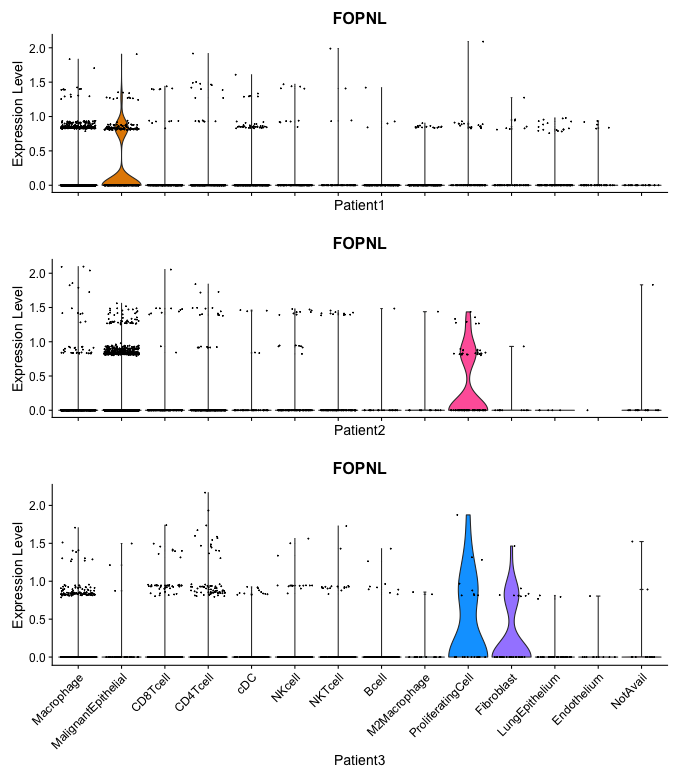 FOPNL
Expression Level
2.0
1.5
1.0
0.5
0.0
Patient1
FOPNL
Expression Level
2.0
1.5
1.0
0.5
0.0
Patient2
FOPNL
Expression Level
2.0
1.5
1.0
0.5
0.0
Macrophage
MalignantEpithelial
CD8Tcell
CD4Tcell
cDC
NKcell
NKTcell
Bcell
M2Macrophage
ProliferatingCell
Fibroblast
LungEpithelium
Endothelium
NotAvail
Patient3